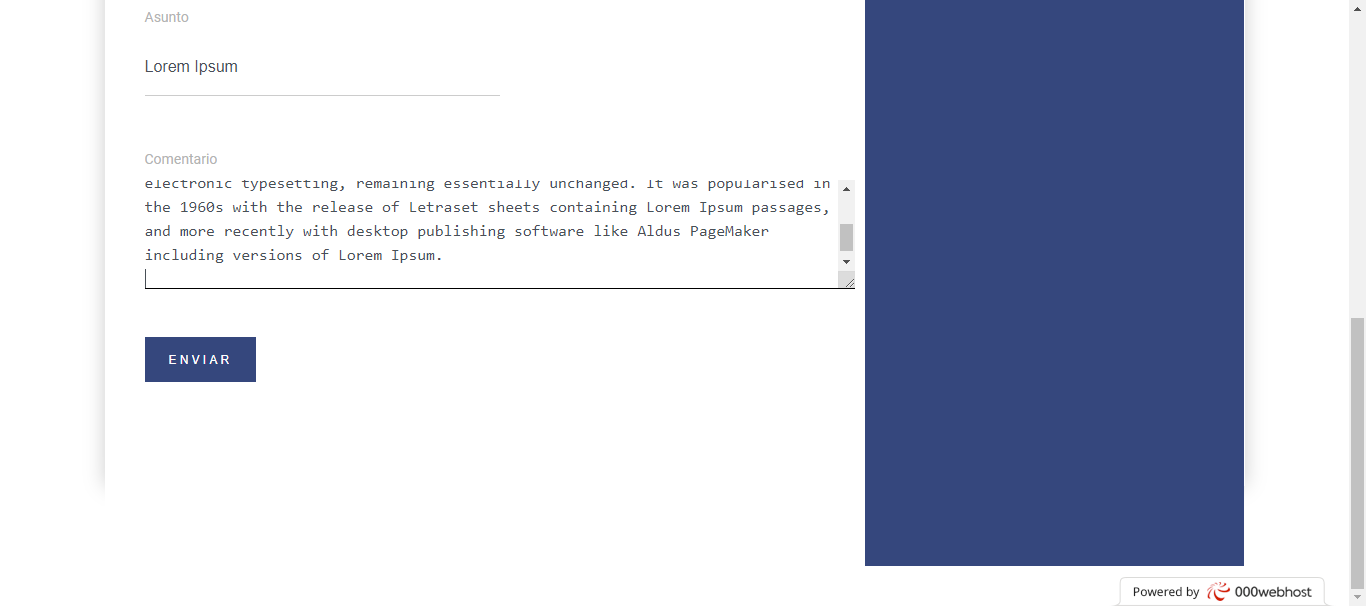 Asunto
Lorem Ipsum
Comentario
electronic typesetting, remaining essentially unchanged. It was popularised in
the 1960s with the release of Letraset sheets containing Lorem Ipsum passages,
and more recently with desktop publishing software like Aldus PageMaker
including versions of Lorem Ipsum.
ENVIAR
Powered by 000webhost